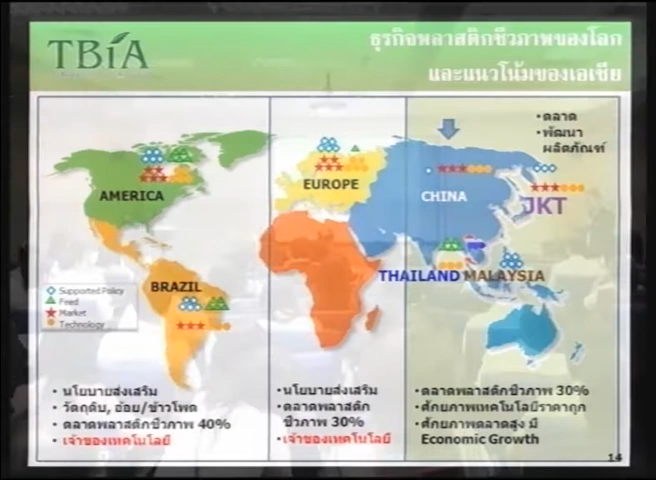 TBiA
ธุรกิจพลาสติกชีวภาพของโลก
และแนวโน้มของเอเชีย
• ตลาด
• พัฒนา
ผลิตภัณฑ์
AMERICA
EUROPE
CHINA
JKT
BRAZIL
THAILAND
MALAYSIA
Supported Policy
Feed
Market
Technology
• นโยบายส่งเสริม
• วัตถุดิบ, อ้อย/ข้าวโพด
• ตลาดพลาสติกชีวภาพ 40%
• เจ้าของเทคโนโลยี
• นโยบายส่งเสริม
• ตลาดพลาสติก
ชีวภาพ 30%
• เจ้าของเทคโนโลยี
• ตลาดพลาสติกชีวภาพ 30%
• ศักยภาพเทคโนโลยีราคาถูก
• ศักยภาพตลาดสูง มี
Economic Growth
14